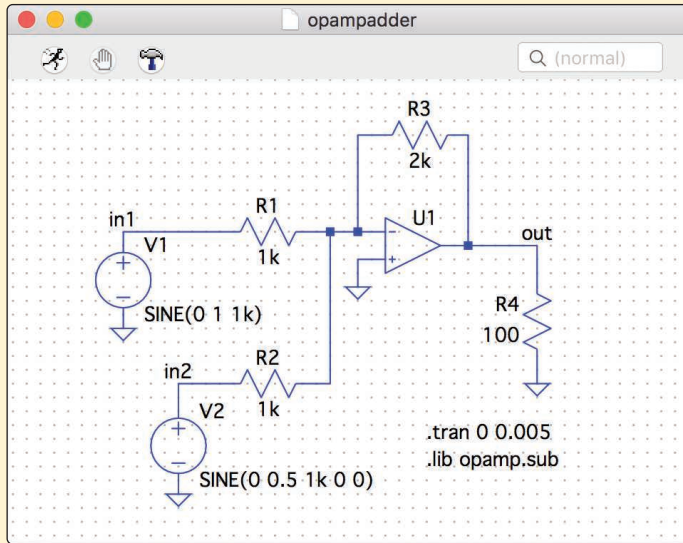 opampadder
(normal)
R3
2k
R1
1k
in1
V1
SINE(0 1 1k)
U1
out
R4
100
R2
1k
in2
V2
SINE(0 0.5 1k 0 0)
.tran 0 0.005
.lib opamp.sub